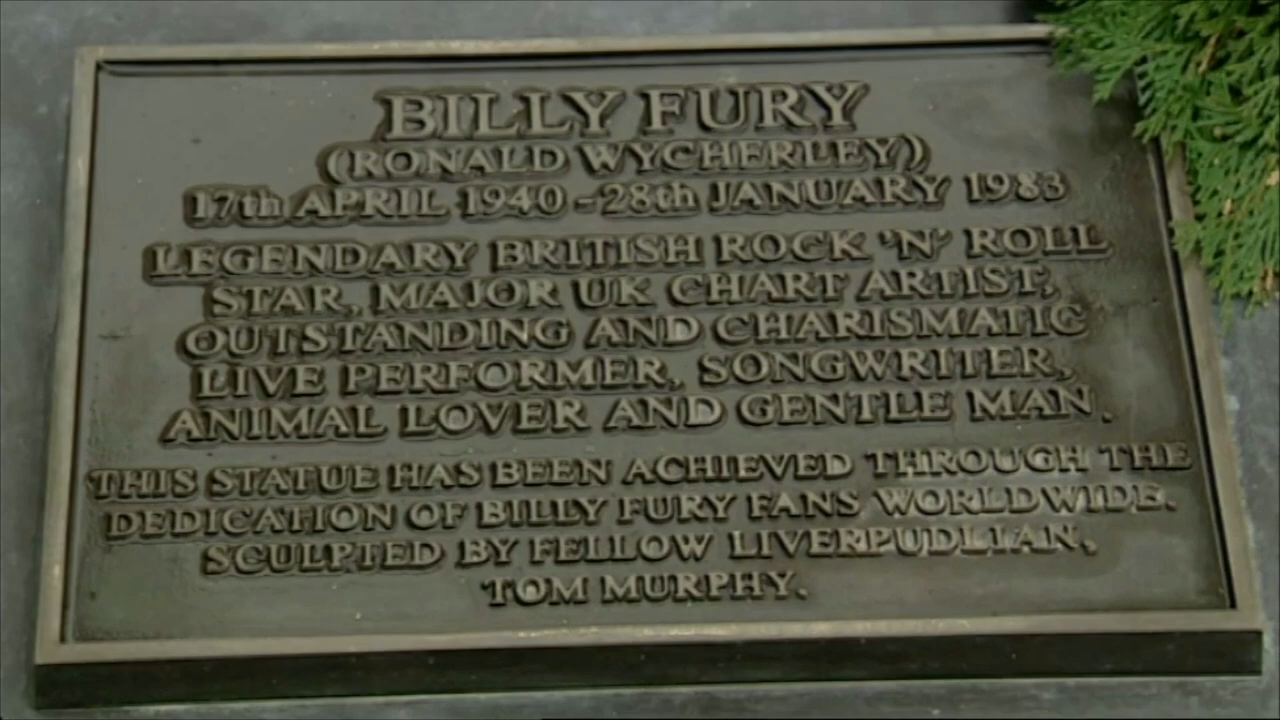 BILLY FURY
(RONALD WYCHERLEY)
17th APRIL 1940 - 28th JANUARY 1983
LEGENDARY BRITISH ROCK 'N' ROLL
STAR, MAJOR UK CHART ARTIST,
OUTSTANDING AND CHARISMATIC
LIVE PERFORMER, SONGWRITER,
ANIMAL LOVER AND GENTLE MAN.
THIS STATUE HAS BEEN ACHIEVED THROUGH THE
DEDICATION OF BILLY FURY FANS WORLDWIDE.
SCULPTED BY FELLOW LIVERPUDLIAN,
TOM MURPHY.